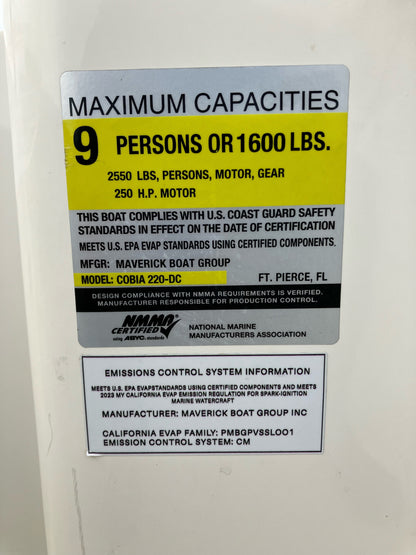 MAXIMUM CAPACITIES
9 PERSONS OR 1600 LBS.
2550 LBS, PERSONS, MOTOR, GEAR
250 H.P. MOTOR
THIS BOAT COMPLIES WITH U.S. COAST GUARD SAFETY
STANDARDS IN EFFECT ON THE DATE OF CERTIFICATION
MEETS U.S. EPA EVAP STANDARDS USING CERTIFIED COMPONENTS.
MFGR: MAVERICK BOAT GROUP
MODEL: COBIA 220-DC FT. PIERCE, FL
DESIGN COMPLIANCE WITH NMMA REQUIREMENTS IS VERIFIED.
MANUFACTURER RESPONSIBLE FOR PRODUCTION CONTROL.
NMMA
CERTIFIED
using ABYC. standards
NATIONAL MARINE
MANUFACTURERS ASSOCIATION
EMISSIONS CONTROL SYSTEM INFORMATION
MEETS U.S. EPA EVAPSTANDARDS USING CERTIFIED COMPONENTS AND MEETS
2023 MY CALIFORNIA EVAP EMISSION REGULATION FOR SPARK-IGNITION
MARINE WATERCRAFT
MANUFACTURER: MAVERICK BOAT GROUP INC
CALIFORNIA EVAP FAMILY: PMBGPVSSL001
EMISSION CONTROL SYSTEM: CM